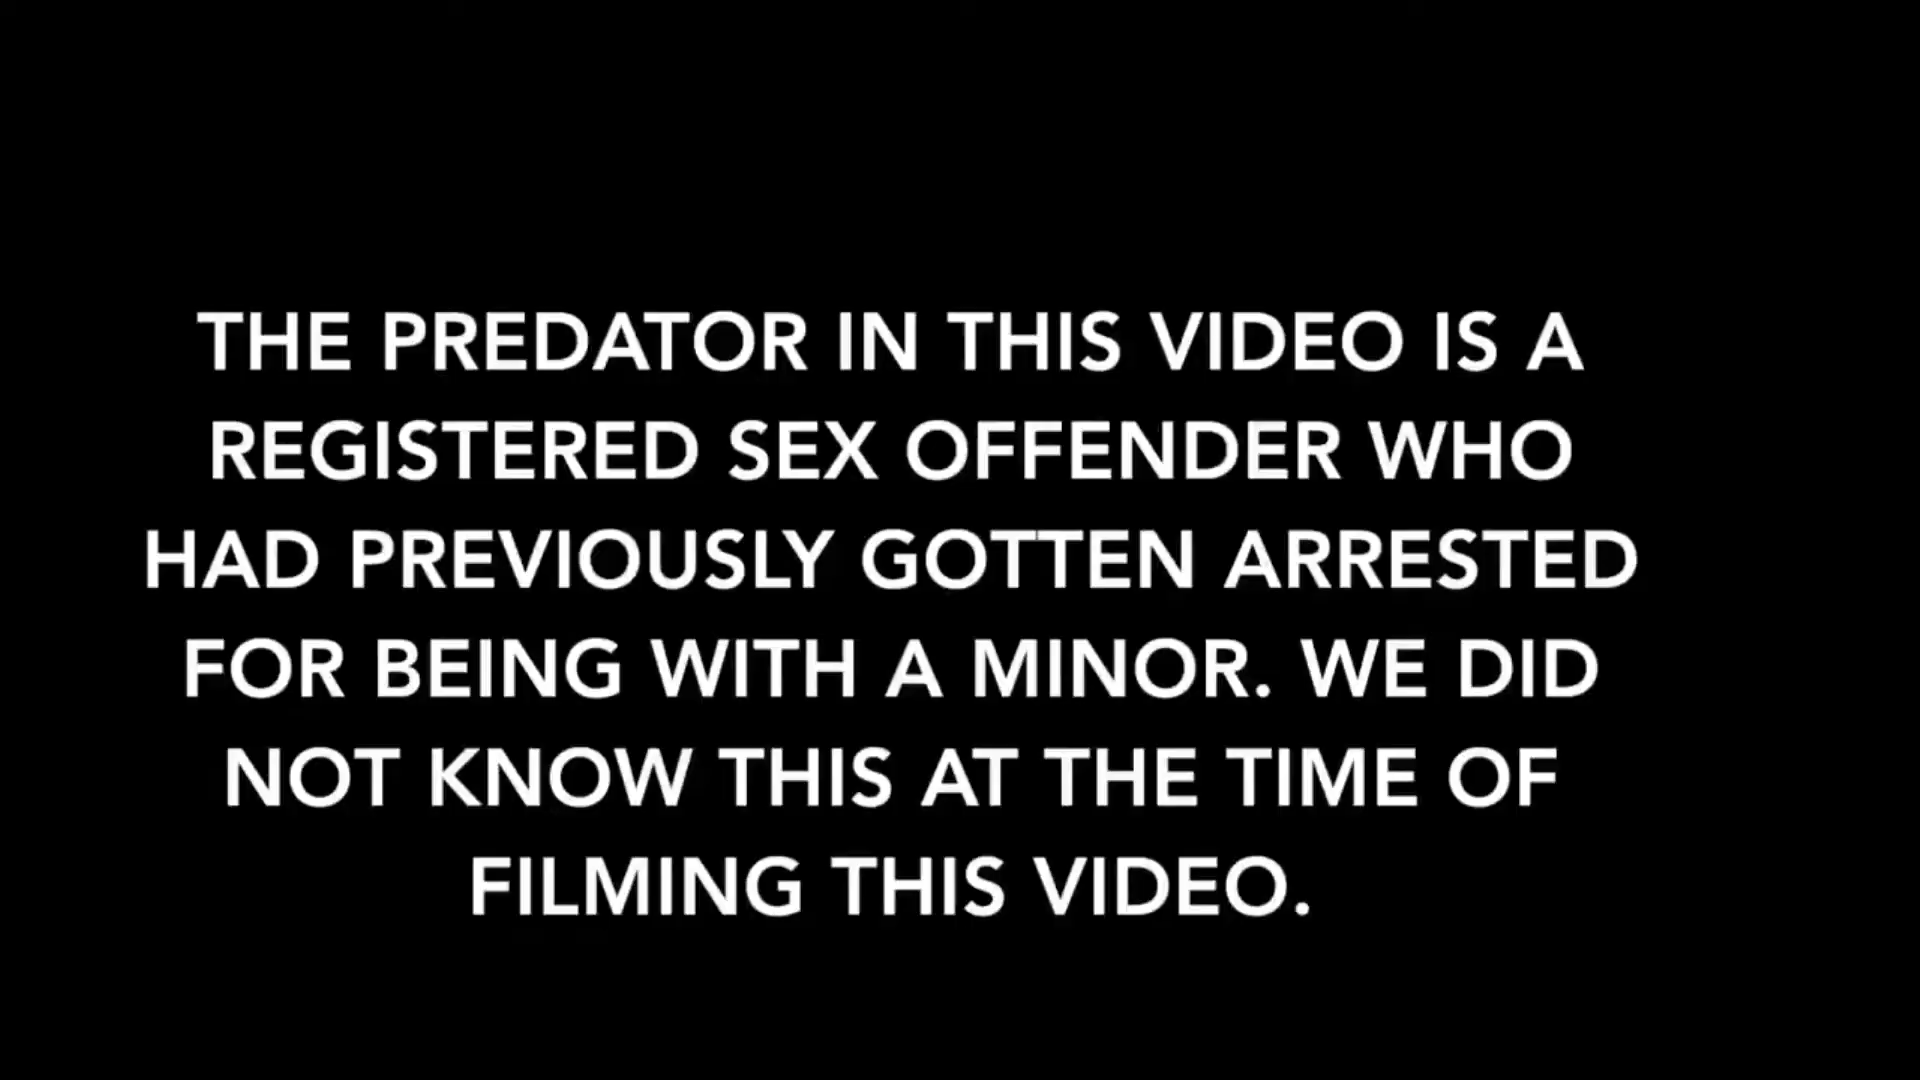 THE PREDATOR IN THIS VIDEO IS A
REGISTERED SEX OFFENDER WHO
HAD PREVIOUSLY GOTTEN ARRESTED
FOR BEING WITH A MINOR. WE DID
NOT KNOW THIS AT THE TIME OF
FILMING THIS VIDEO.